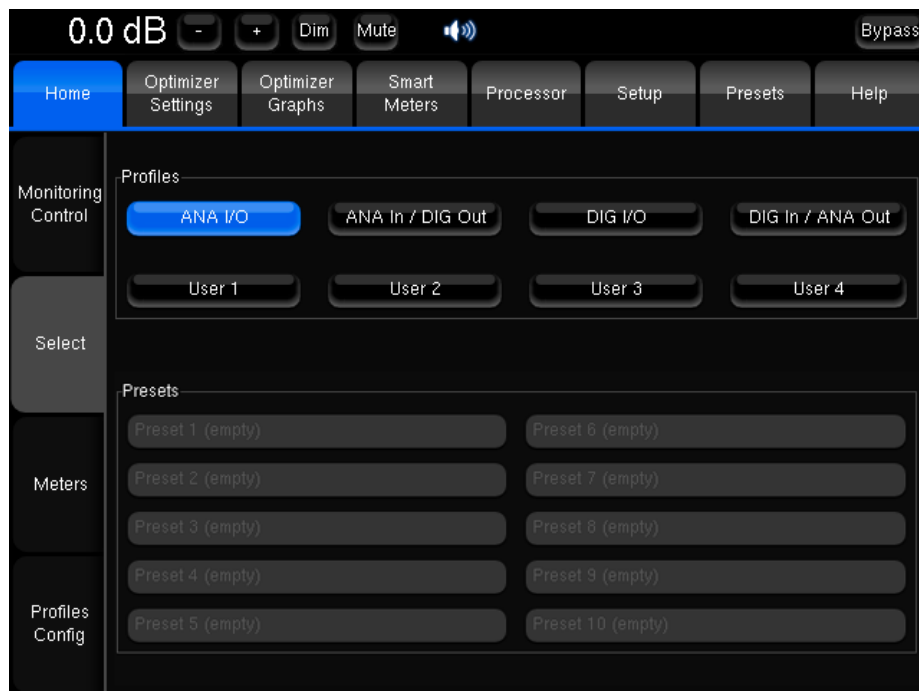 0.0 dB - + Dim Mute Bypass
Home Optimizer Settings Optimizer Graphs Smart Meters Processor Setup Presets Help
Monitoring Control
Select
Meters
Profiles Config
Profiles
ANA I/O ANA In / DIG Out DIG I/O DIG In / ANA Out
User 1 User 2 User 3 User 4
Presets
Preset 1 (empty) Preset 6 (empty)
Preset 2 (empty) Preset 7 (empty)
Preset 3 (empty) Preset 8 (empty)
Preset 4 (empty) Preset 9 (empty)
Preset 5 (empty) Preset 10 (empty)